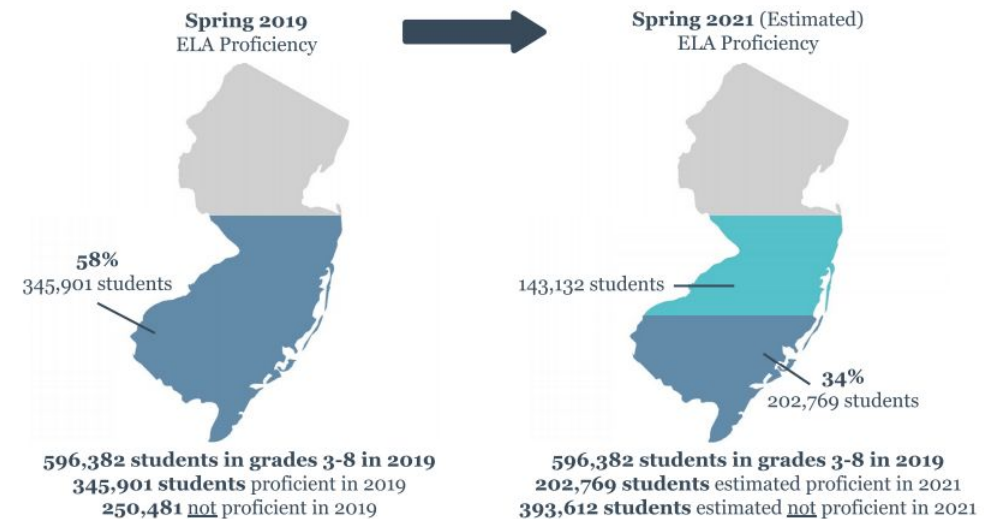 Spring 2019
ELA Proficiency
58%
345,901 students
596,382 students in grades 3-8 in 2019
345,901 students proficient in 2019
250,481 not proficient in 2019
Spring 2021 (Estimated)
ELA Proficiency
143,132 students
34%
202,769 students
596,382 students in grades 3-8 in 2019
202,769 students estimated proficient in 2021
393,612 students estimated not proficient in 2021